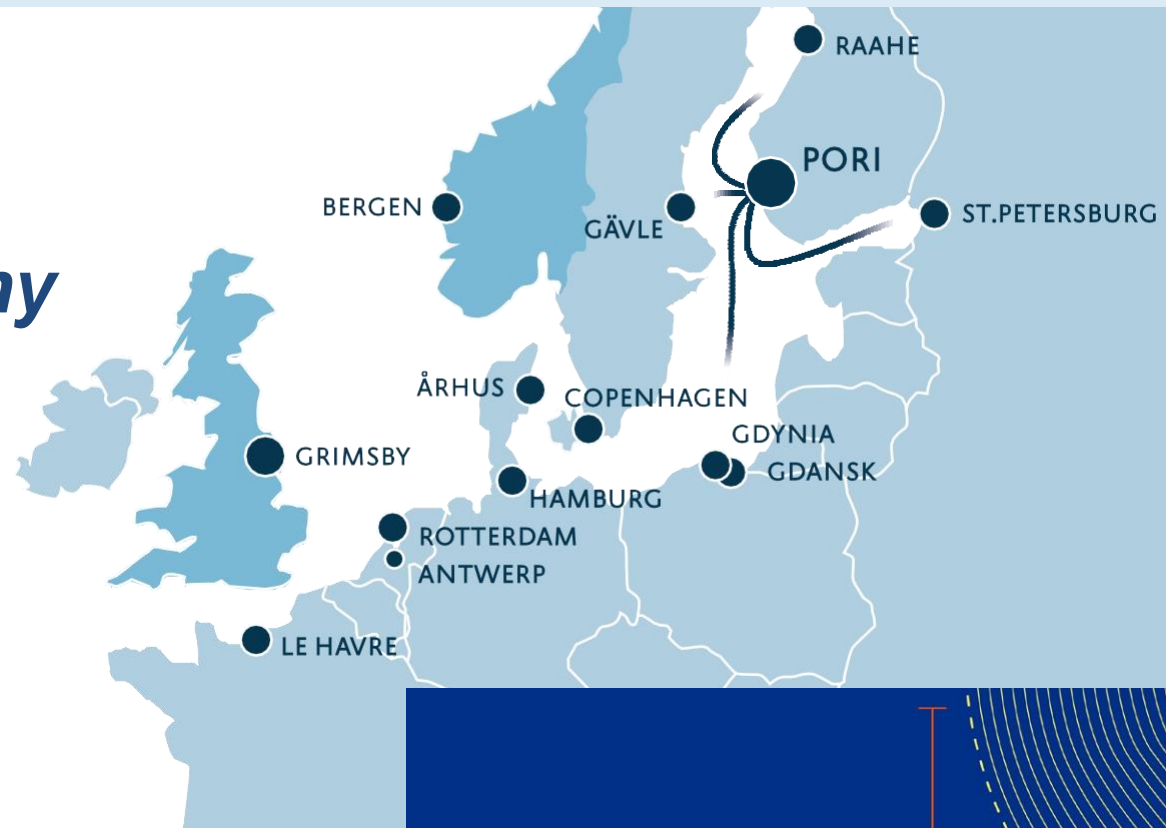 RAAHE
PORI
BERGEN
GÄVLE
ST.PETERSBURG
ny
ÅRHUS
COPENHAGEN
GDYNIA
GRIMSBY
GDANSK
HAMBURG
ROTTERDAM
ANTWERP
LE HAVRE